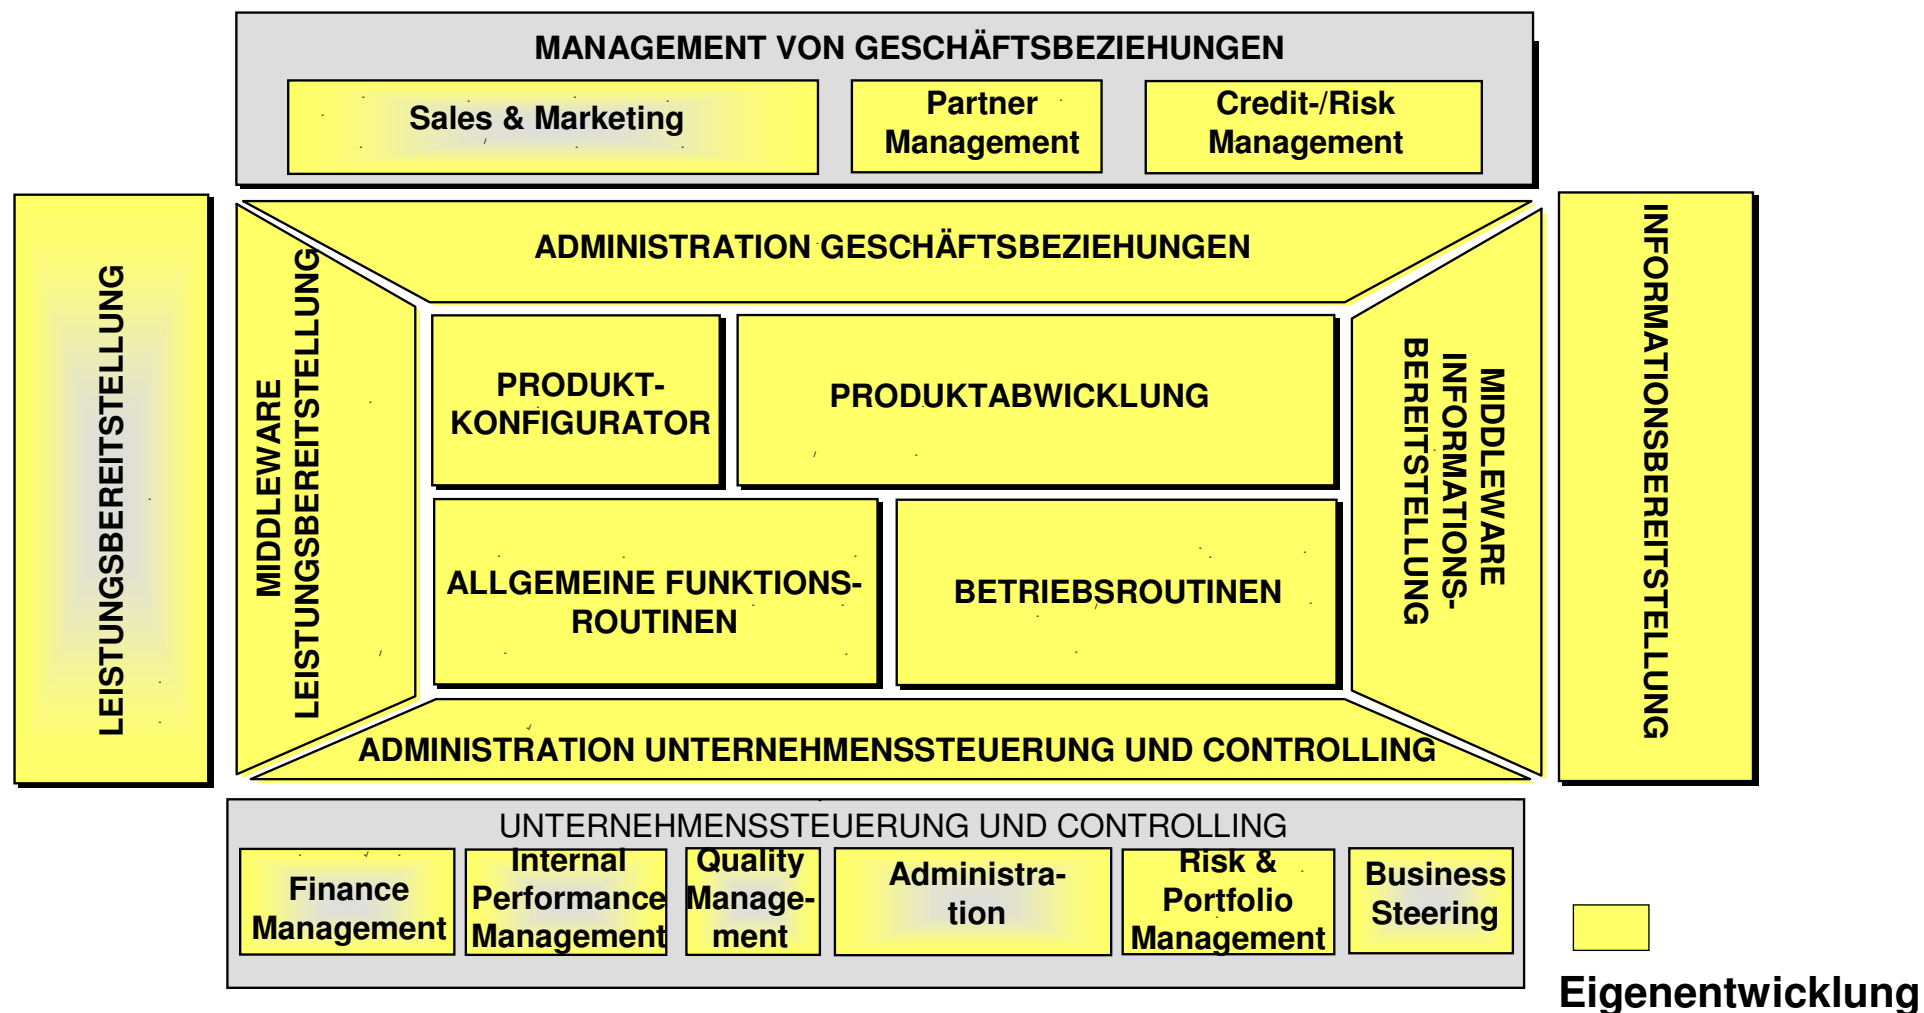 MANAGEMENT VON GESCHÄFTSBEZIEHUNGEN
Sales & Marketing
Partner
Management
Credit-/Risk
Management
LEISTUNGSBEREITSTELLUNG
MIDDLEWARE
LEISTUNGSBEREITSTELLUNG
ADMINISTRATION GESCHÄFTSBEZIEHUNGEN
PRODUKT-
KONFIGURATOR
PRODUKTABWICKLUNG
ALLGEMEINE FUNKTIONS-
ROUTINEN
BETRIEBSROUTINEN
MIDDLEWARE
INFORMATIONS-
BEREITSTELLUNG
INFORMATIONSBEREITSTELLUNG
ADMINISTRATION UNTERNEHMENSSTEUERUNG UND CONTROLLING
UNTERNEHMENSSTEUERUNG UND CONTROLLING
Finance
Management
Internal
Performance
Management
Quality
Manage-
ment
Administra-
tion
Risk &
Portfolio
Management
Business
Steering
Eigenentwicklung